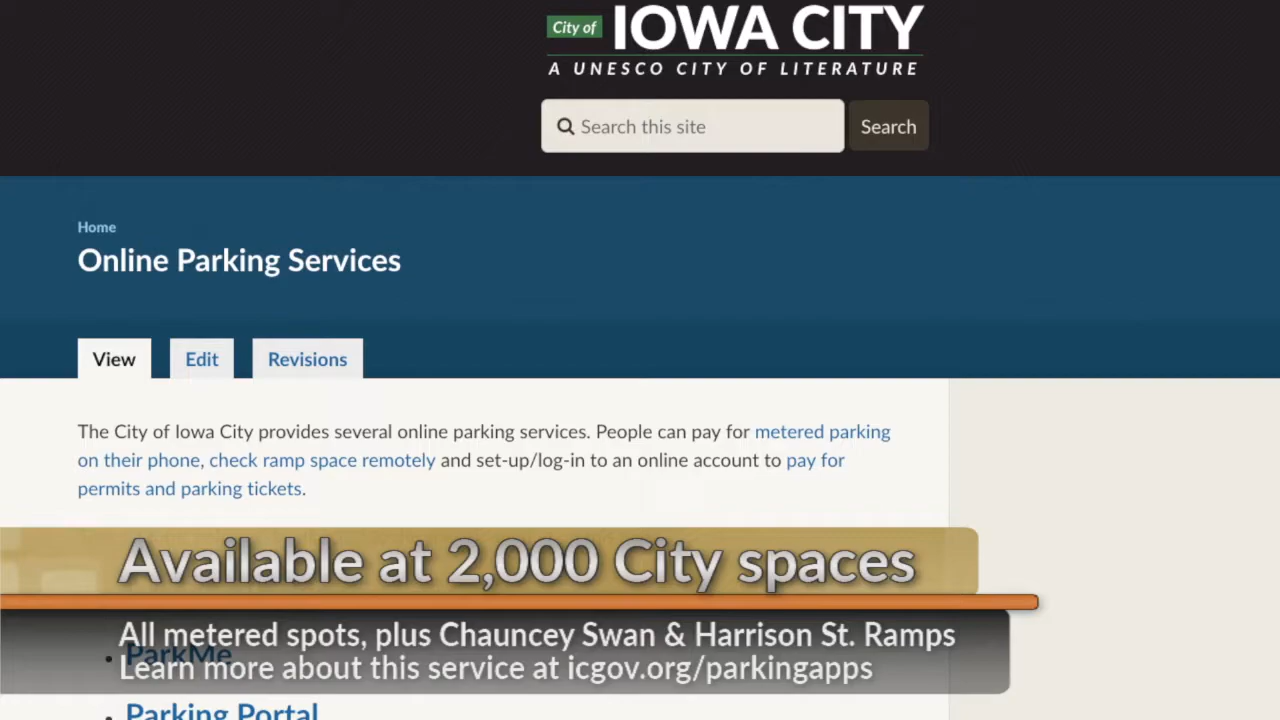 City of IOWA CITY
A UNESCO CITY OF LITERATURE
Search this site
Search
Home
Online Parking Services
View Edit Revisions
The City of Iowa City provides several online parking services. People can pay for metered parking
on their phone, check ramp space remotely and set-up/log-in to an online account to pay for
permits and parking tickets.
Available at 2,000 City spaces
All metered spots, plus Chauncey Swan & Harrison St. Ramps
ParkMe
Learn more about this service at icgov.org/parkingapps
Parking Portal